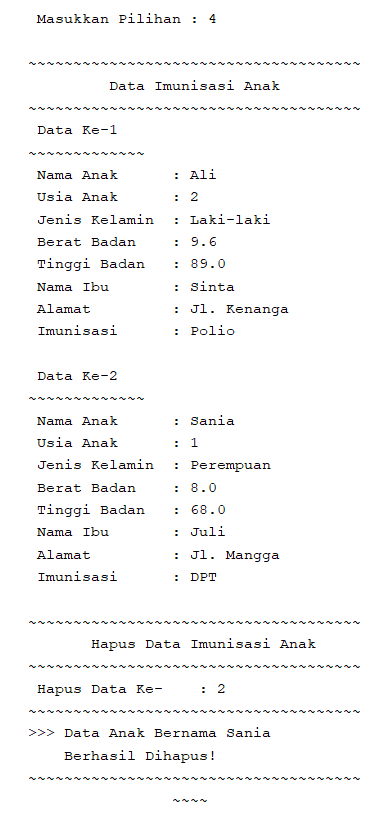 Masukkan Pilihan : 4
~~~~~~~~~~~~~~~~~~~~~~~~~~~~~~~~~~~~~
Data Imunisasi Anak
~~~~~~~~~~~~~~~~~~~~~~~~~~~~~~~~~~~~~
Data Ke-1
~~~~~~~~~~~~~
Nama Anak      : Ali
Usia Anak      : 2
Jenis Kelamin  : Laki-laki
Berat Badan    : 9.6
Tinggi Badan   : 89.0
Nama Ibu       : Sinta
Alamat         : Jl. Kenanga
Imunisasi      : Polio
Data Ke-2
~~~~~~~~~~~~~
Nama Anak      : Sania
Usia Anak      : 1
Jenis Kelamin  : Perempuan
Berat Badan    : 8.0
Tinggi Badan   : 68.0
Nama Ibu       : Juli
Alamat         : Jl. Mangga
Imunisasi      : DPT
~~~~~~~~~~~~~~~~~~~~~~~~~~~~~~~~~~~~~
Hapus Data Imunisasi Anak
~~~~~~~~~~~~~~~~~~~~~~~~~~~~~~~~~~~~~
Hapus Data Ke-    : 2
~~~~~~~~~~~~~~~~~~~~~~~~~~~~~~~~~~~~~
>>> Data Anak Bernama Sania
Berhasil Dihapus!
~~~~~~~~~~~~~~~~~~~~~~~~~~~~~~~~~~~~~
~~~~